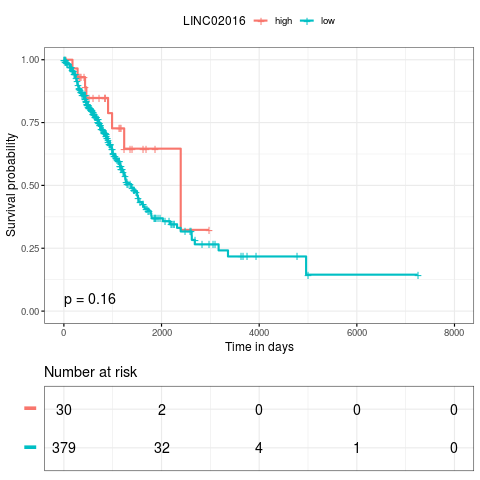 LINC02016 high low
Survival probability
1.00
0.75
0.50
0.25
0.00
p = 0.16
0 2000 4000 6000 8000
Time in days
Number at risk
30 2 0 0 0
379 32 4 1 0